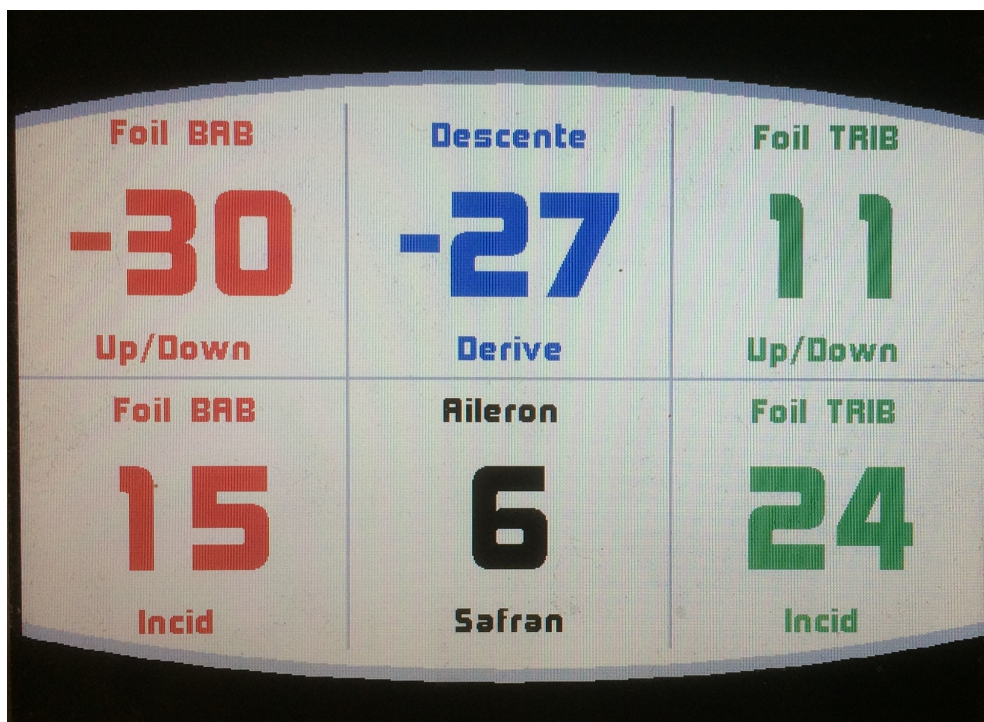 Foil BAB Descente Foil TRIB
-30 -27 11
Up/Down Derive Up/Down
Foil BAB Aileron Foil TRIB
15 6 24
Incid Safran Incid